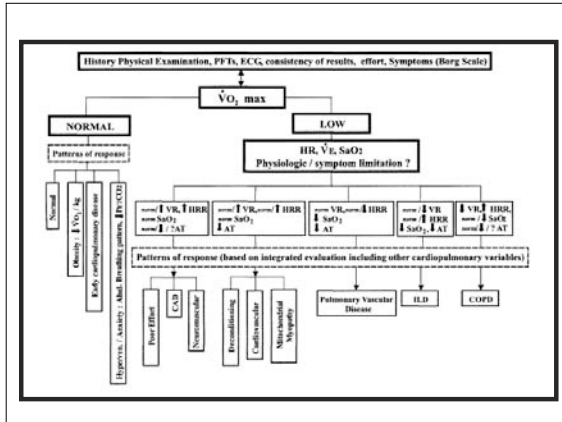 History Physical Examination, PFTs, ECG, consistency of results, effort, Symptoms (Borg Scale)
V̇O₂ max
NORMAL
LOW
Patterns of response
HR, V̇E, SaO₂
Physiologic / symptom limitation ?
Normal
Obesity : ↓ V̇O₂ / kg
Early cardiopulmonary disease
Hyperven. / Anxiety : Abnl. Breathing pattern, ↓PETCO2
norm/↑ VR, ↑ HRR
norm SaO₂
norm/↓ / ?AT
norm/↑ VR, norm/↑ HRR
norm SaO₂
↓ AT
norm VR, norm/↓ HRR
↓ SaO₂
↓ AT
norm /↓ VR
norm /↑ HRR
↓ SaO₂, ↓ AT
↓ VR, ↑ HRR,
norm /↓ SaO₂
norm/↓ / ? AT
Patterns of response (based on integrated evaluation including other cardiopulmonary variables)
Poor Effort
CAD
Neuromuscular
Deconditioning
Cardiovascular
Mitochondrial
Myopathy
Pulmonary Vascular
Disease
ILD
COPD